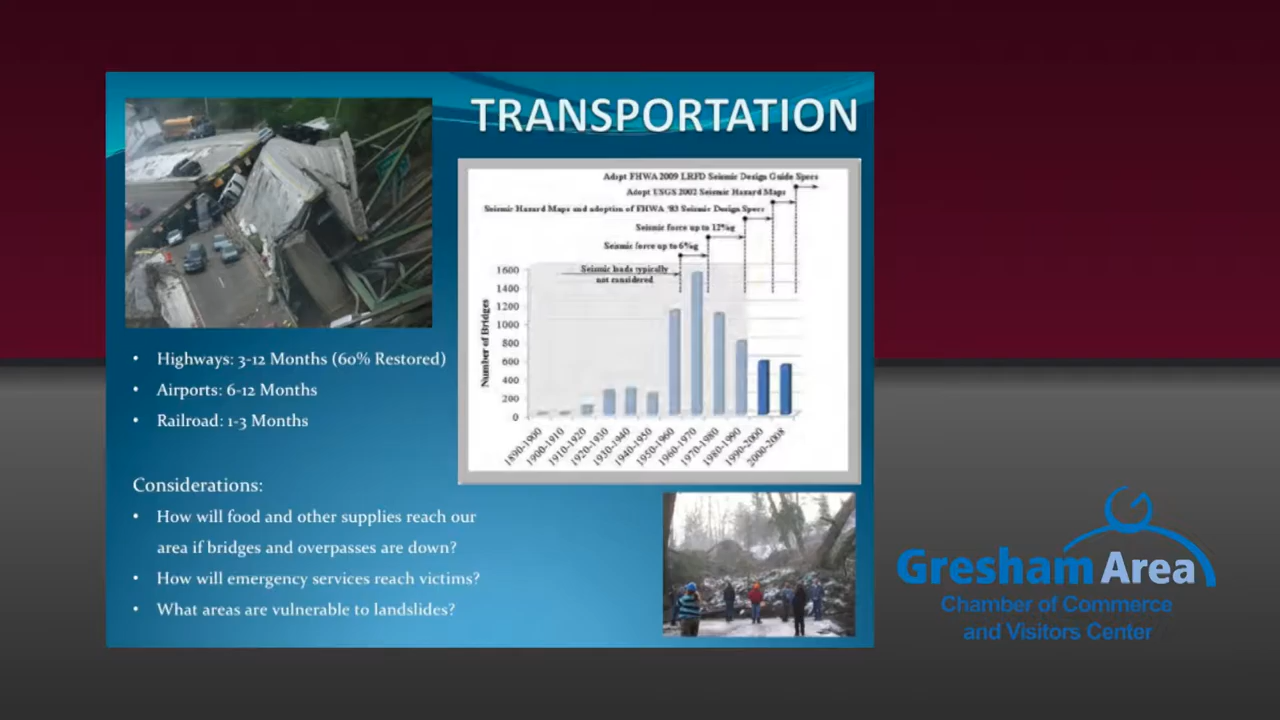 TRANSPORTATION
Adopt FHWA 2009 LRFD Seismic Design Guide Specs
Adopt USGS 2002 Seismic Hazard Maps
Seismic Hazard Maps and adoption of FHWA '83 Seismic Design Specs
Seismic force up to 12%g
Seismic force up to 6%g
Seismic loads typically
not considered
Number of Bridges
1600
1400
1200
1000
800
600
400
200
0
1890-1900
1900-1910
1910-1920
1920-1930
1930-1940
1940-1950
1950-1960
1960-1970
1970-1980
1980-1990
1990-2000
2000-2008
• Highways: 3-12 Months (60% Restored)
• Airports: 6-12 Months
• Railroad: 1-3 Months
Considerations:
• How will food and other supplies reach our
area if bridges and overpasses are down?
• How will emergency services reach victims?
• What areas are vulnerable to landslides?
Gresham Area
Chamber of Commerce
and Visitors Center